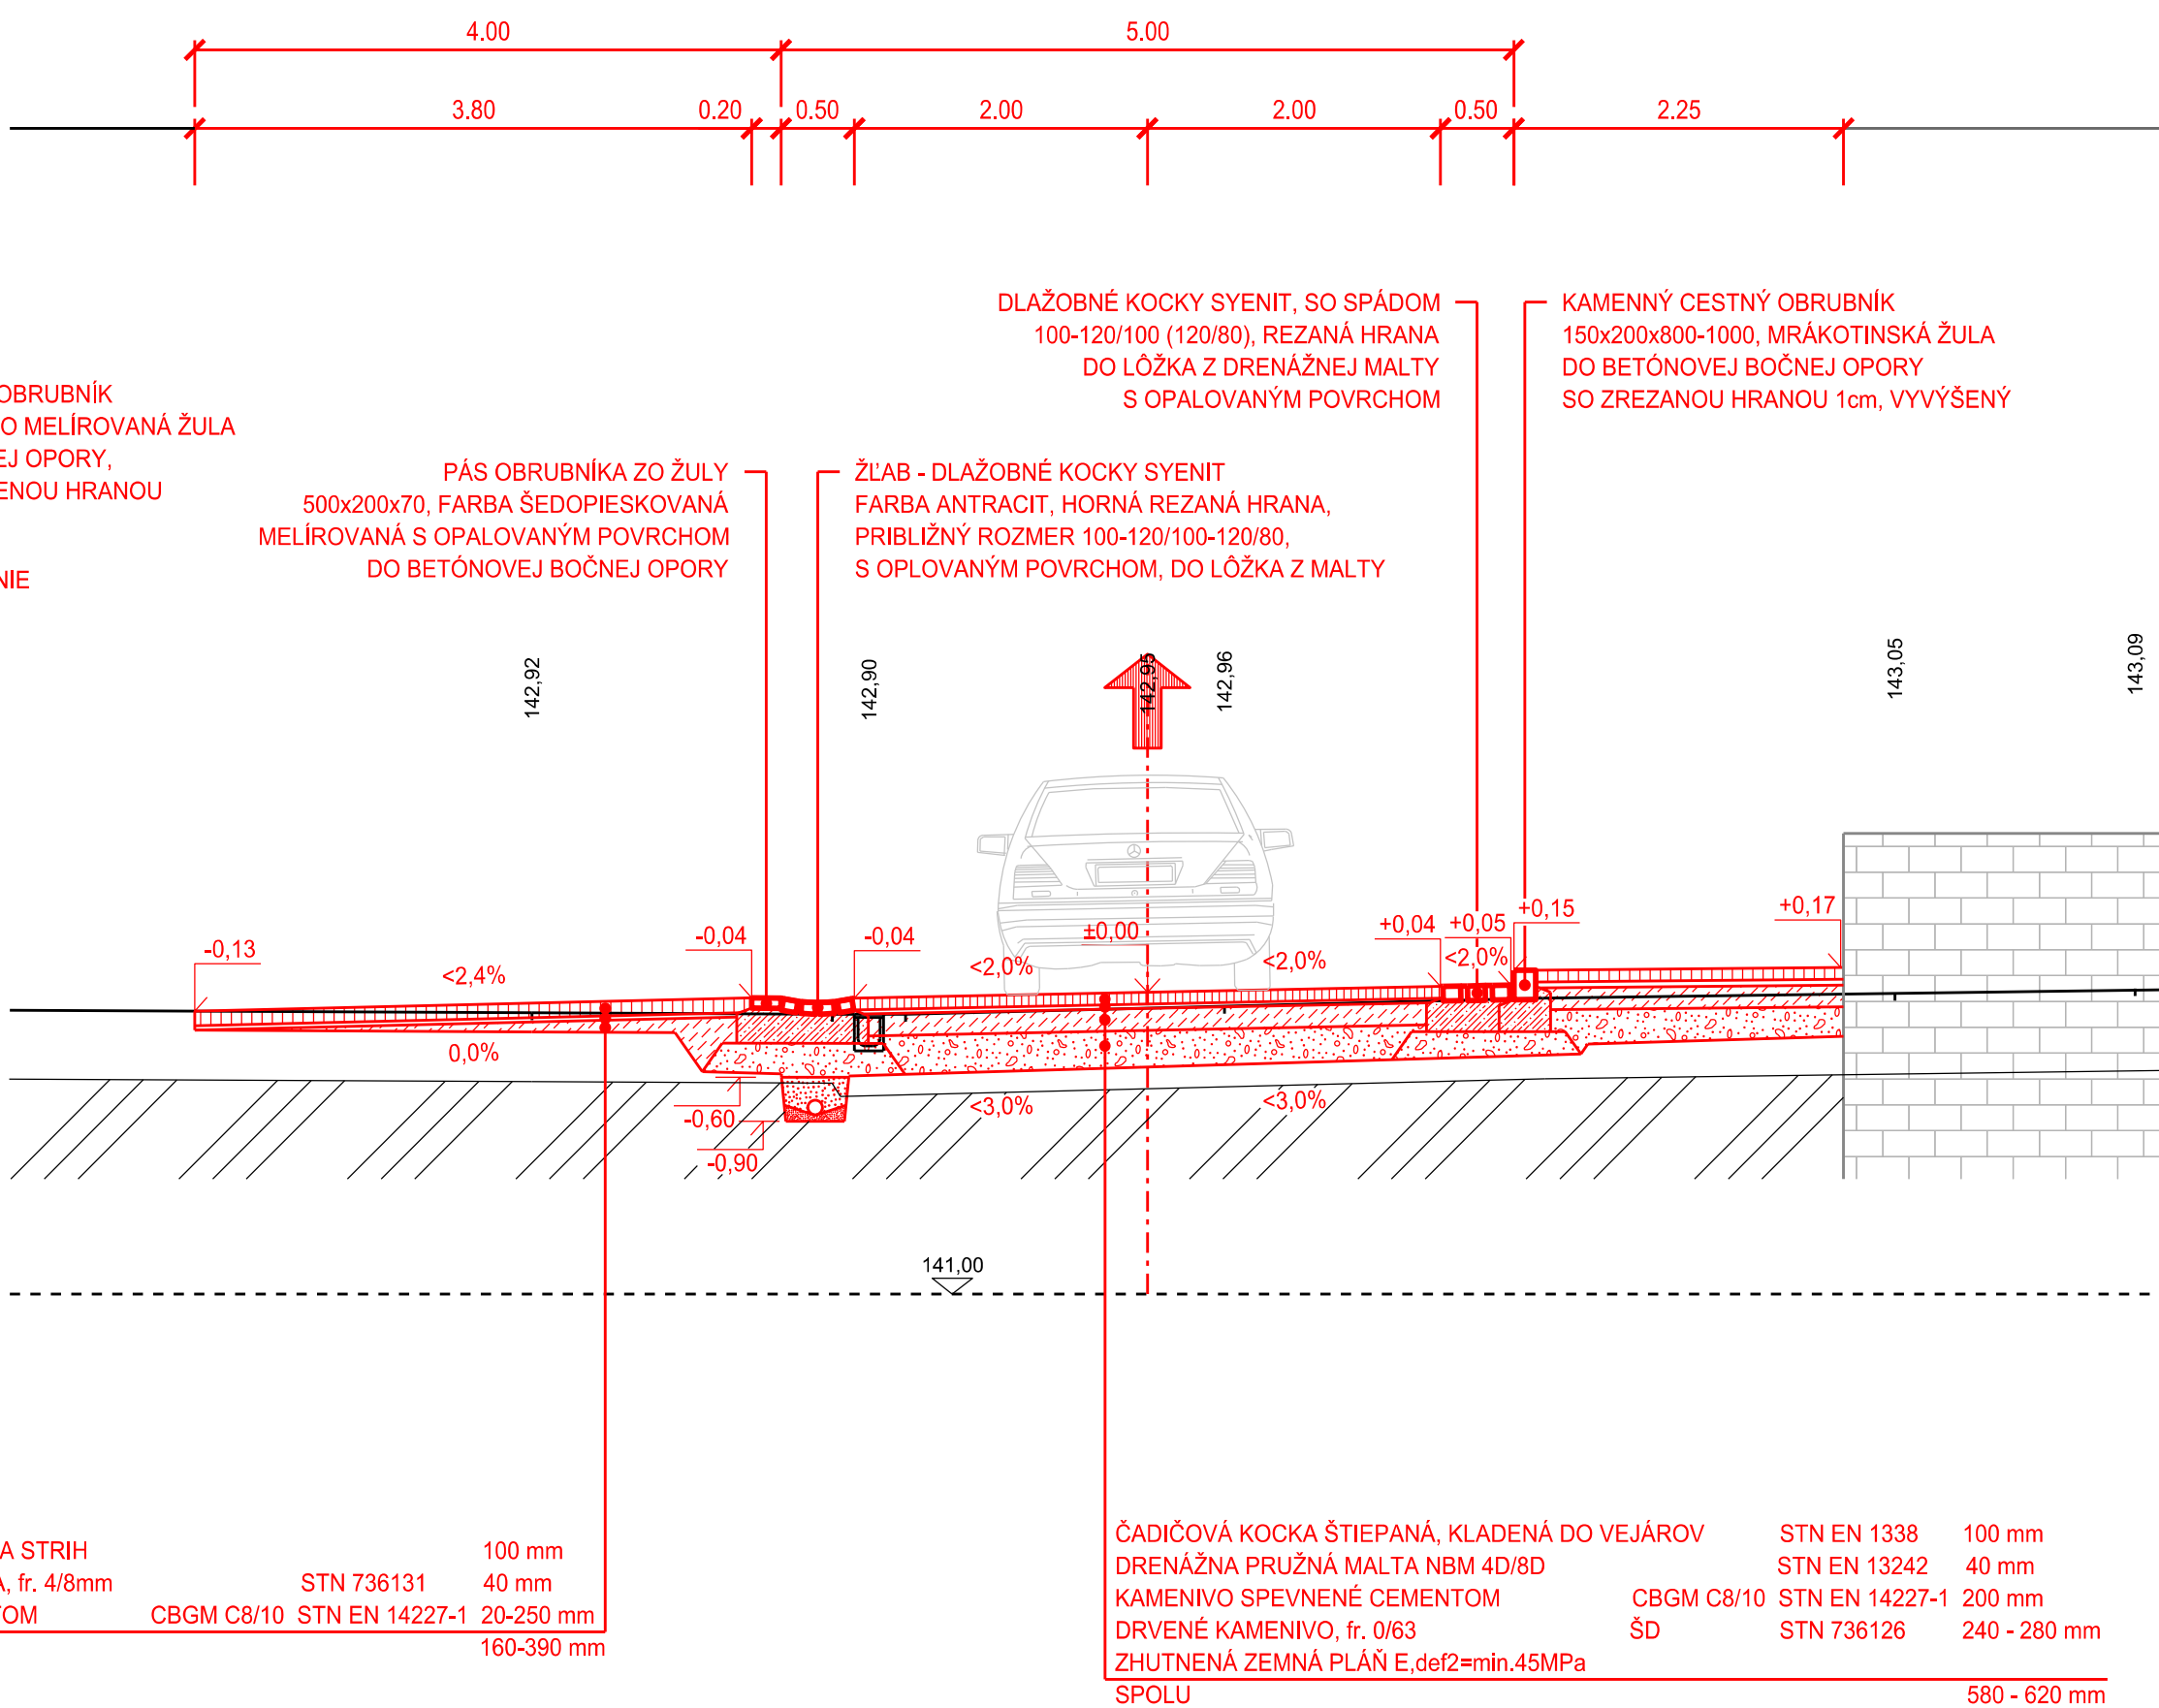 4.00
5.00
3.80
0.20
0.50
2.00
2.00
0.50
2.25
DLAŽOBNÉ KOCKY SYENIT, SO SPÁDOM
100-120/100 (120/80), REZANÁ HRANA
DO LÔŽKA Z DRENÁŽNEJ MALTY
S OPALOVANÝM POVRCHOM
KAMENNÝ CESTNÝ OBRUBNÍK
150x200x800-1000, MRÁKOTINSKÁ ŽULA
DO BETÓNOVEJ BOČNEJ OPORY
SO ZREZANOU HRANOU 1cm, VYVÝŠENÝ
OBRUBNÍK
O MELÍROVANÁ ŽULA
EJ OPORY,
ENOU HRANOU
NIE
PÁS OBRUBNÍKA ZO ŽULY
500x200x70, FARBA ŠEDOPIESKOVANÁ
MELÍROVANÁ S OPALOVANÝM POVRCHOM
DO BETÓNOVEJ BOČNEJ OPORY
ŽĽAB - DLAŽOBNÉ KOCKY SYENIT
FARBA ANTRACIT, HORNÁ REZANÁ HRANA,
PRIBLIŽNÝ ROZMER 100-120/100-120/80,
S OPLOVANÝM POVRCHOM, DO LÔŽKA Z MALTY
142,92
142,90
142,95
142,96
143,05
143,09
-0,13
<2,4%
-0,04
-0,04
<2,0%
±0,00
<2,0%
+0,04
+0,05
<2,0%
+0,15
+0,17
0,0%
-0,60
-0,90
<3,0%
<3,0%
141,00
A STRIH 100 mm
A, fr. 4/8mm STN 736131 40 mm
TOM CBGM C8/10 STN EN 14227-1 20-250 mm
160-390 mm
ČADIČOVÁ KOCKA ŠTIEPANÁ, KLADENÁ DO VEJÁROV STN EN 1338 100 mm
DRENÁŽNA PRUŽNÁ MALTA NBM 4D/8D STN EN 13242 40 mm
KAMENIVO SPEVNENÉ CEMENTOM CBGM C8/10 STN EN 14227-1 200 mm
DRVENÉ KAMENIVO, fr. 0/63 ŠD STN 736126 240 - 280 mm
ZHUTNENÁ ZEMNÁ PLÁŇ E,def2=min.45MPa
SPOLU 580 - 620 mm